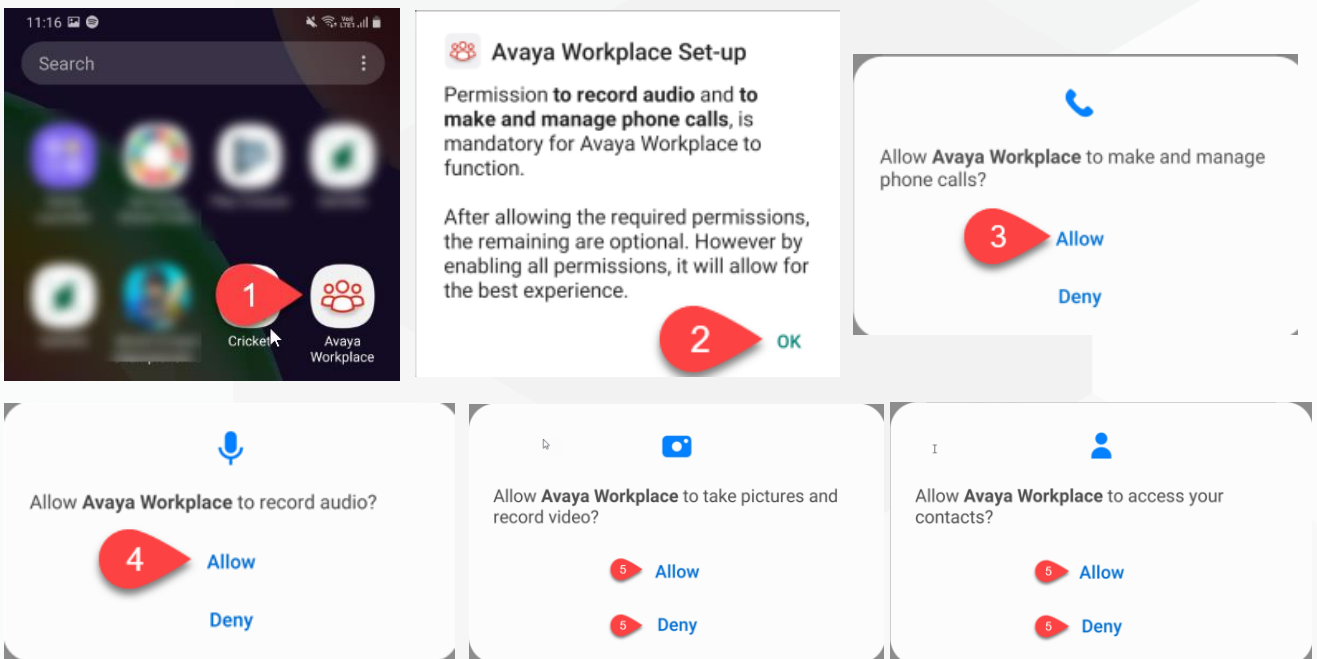 11:16
VoLTE1
Search
1
Cricket
Avaya
Workplace
Avaya Workplace Set-up
Permission to record audio and to
make and manage phone calls, is
mandatory for Avaya Workplace to
function.
After allowing the required permissions,
the remaining are optional. However by
enabling all permissions, it will allow for
the best experience.
2
OK
Allow Avaya Workplace to make and manage
phone calls?
3
Allow
Deny
Allow Avaya Workplace to record audio?
4
Allow
Deny
Allow Avaya Workplace to take pictures and
record video?
5
Allow
5
Deny
Allow Avaya Workplace to access your
contacts?
5
Allow
5
Deny